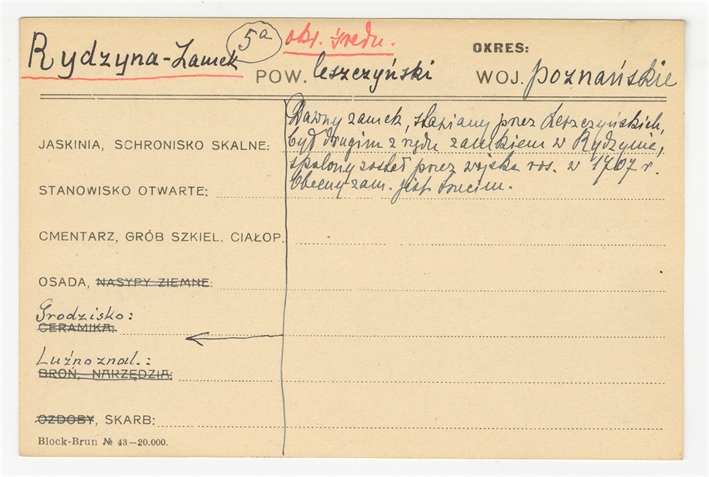 Rydzyna-Zamek 5a okr. średn. OKRES:
POW. leszczyński WOJ. poznańskie
Dawny zamek, stawiany przez Leszczyńskich,
JASKINIA, SCHRONISKO SKALNE: był drugim z rzędu zamkiem w Rydzynie,
spalony został przez wojska ros. w 1707 r.
STANOWISKO OTWARTE: Obecny zam. jest trzecim.
CMENTARZ, GRÓB SZKIEL. CIAŁOP.
OSADA, NASYPY ZIEMNE:
Grodzisko:
CERAMIKA:
Luźno znal.:
BROŃ, NARZĘDZIA:
OZDOBY, SKARB:
Block-Brun № 43—20.000.